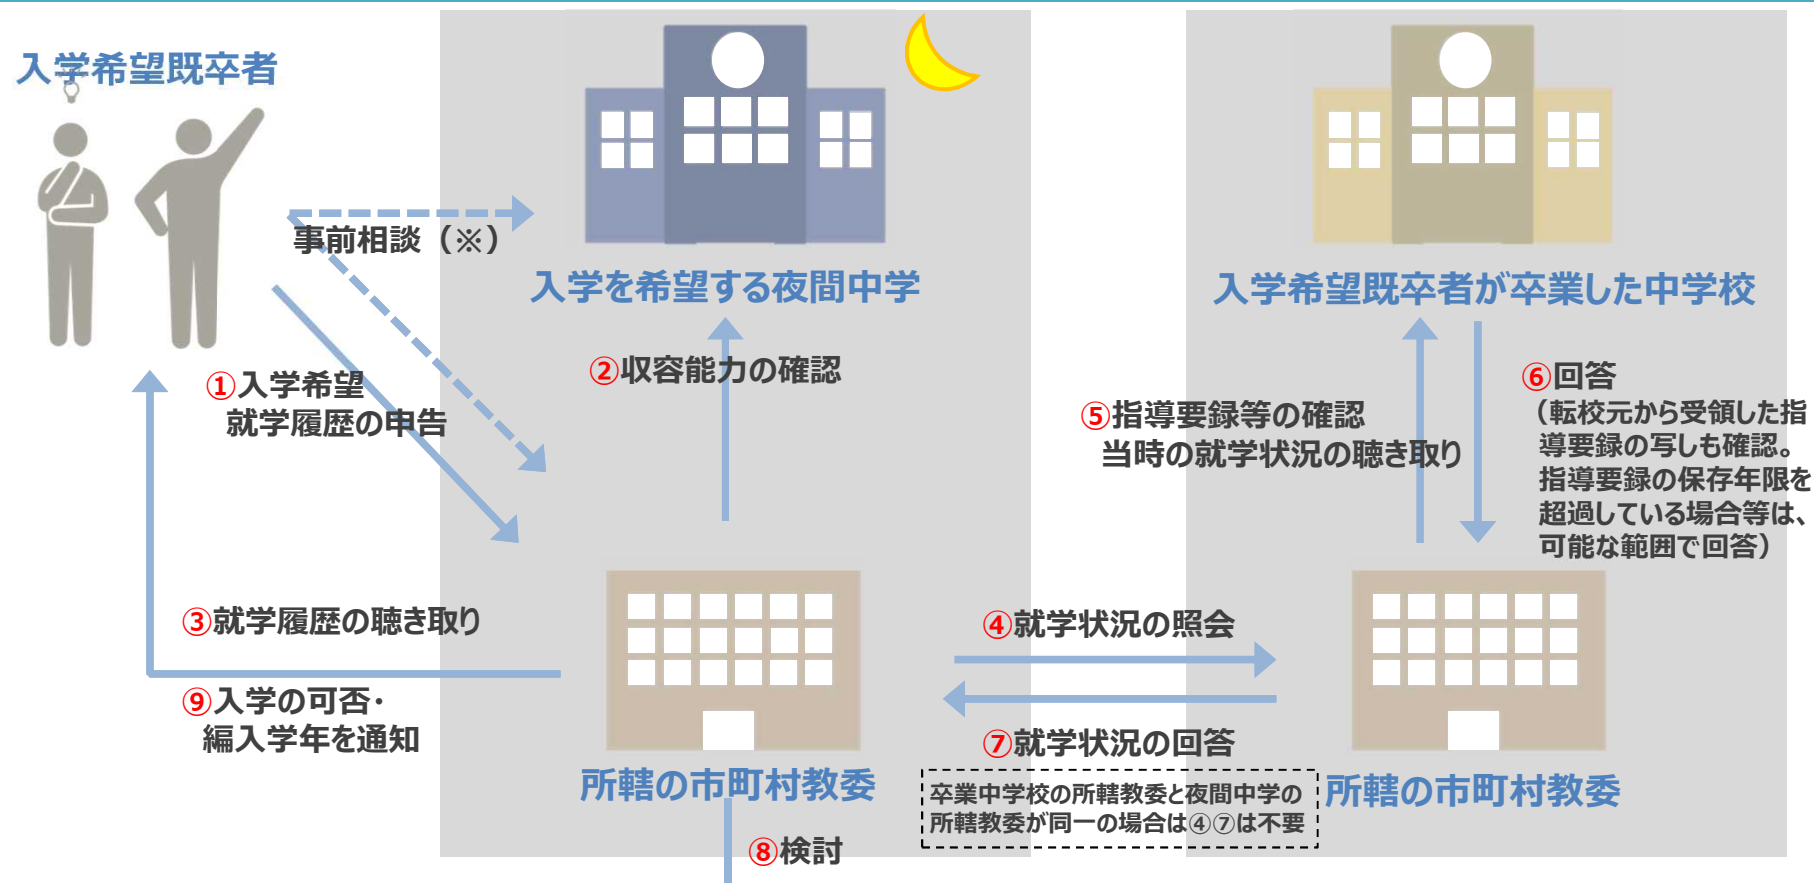 入学希望既卒者
事前相談（※）
入学を希望する夜間中学
入学希望既卒者が卒業した中学校
①入学希望
就学履歴の申告
②収容能力の確認
⑤指導要録等の確認
当時の就学状況の聴き取り
⑥回答
（転校元から受領した指
導要録の写しも確認。
指導要録の保存年限を
超過している場合等は、
可能な範囲で回答）
③就学履歴の聴き取り
④就学状況の照会
⑨入学の可否・
編入学年を通知
⑦就学状況の回答
所轄の市町村教委
卒業中学校の所轄教委と夜間中学の
所轄教委が同一の場合は④⑦は不要
所轄の市町村教委
⑧検討